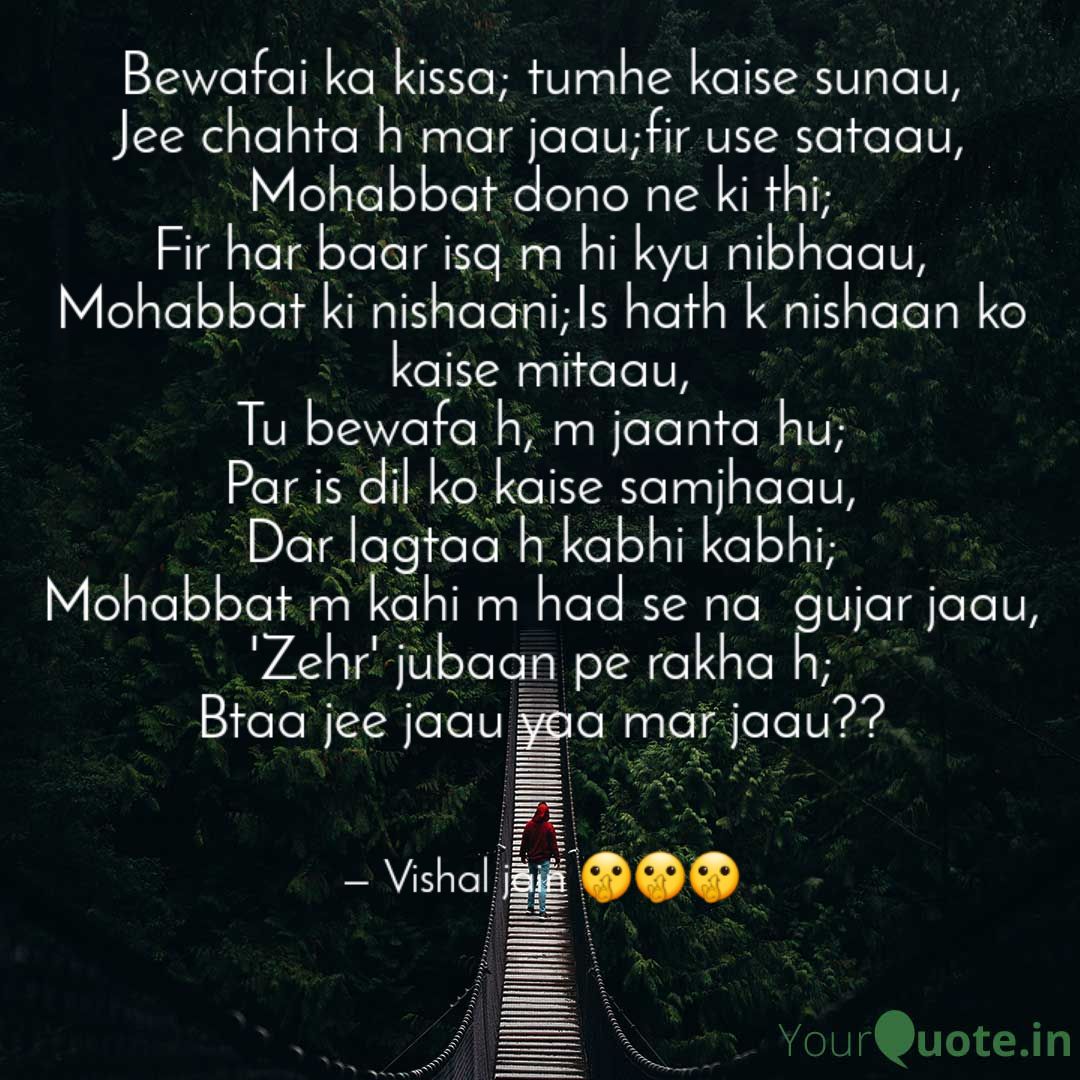 Bewafai ka kissa; tumhe kaise sunau,
Jee chahta h mar jaau;fir use sataau,
Mohabbat dono ne ki thi;
Fir har baar isq m hi kyu nibhaau,
Mohabbat ki nishaani;Is hath k nishaan ko
kaise mitaau,
Tu bewafa h, m jaanta hu;
Par is dil ko kaise samjhaau,
Dar lagtaa h kabhi kabhi;
Mohabbat m kahi m had se na  gujar jaau,
'Zehr' jubaan pe rakha h;
Btaa jee jaau yaa mar jaau??
– Vishal jain 🤫🤫🤫
YourQuote.in